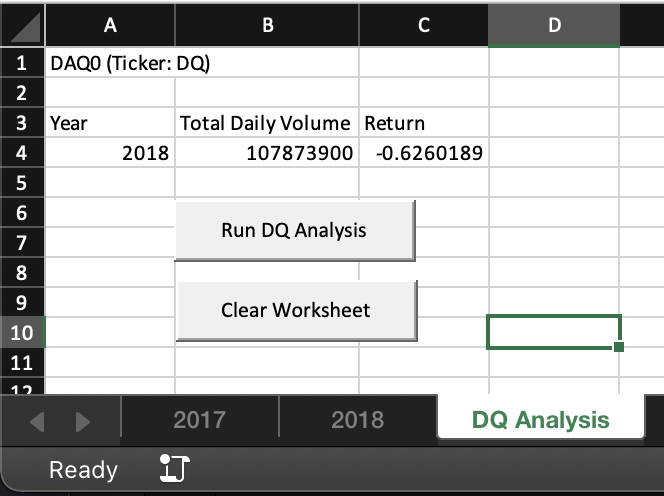 A B C D
1 DAQ0 (Ticker: DQ)
2
3 Year Total Daily Volume Return
4 2018 107873900 -0.6260189
5
6
Run DQ Analysis
7
8
9
Clear Worksheet
10
11
12
2017 2018 DQ Analysis
Ready